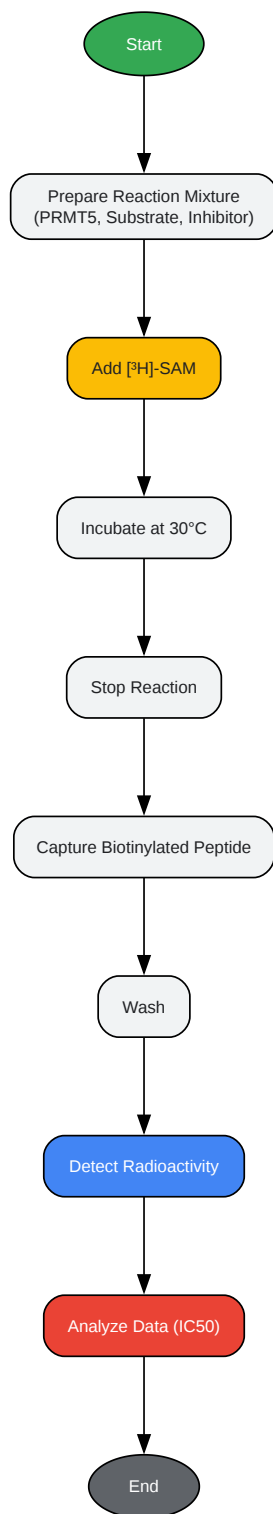 Start
Prepare Reaction Mixture
(PRMT5, Substrate, Inhibitor)
Add [³H]-SAM
Incubate at 30°C
Stop Reaction
Capture Biotinylated Peptide
Wash
Detect Radioactivity
Analyze Data (IC50)
End